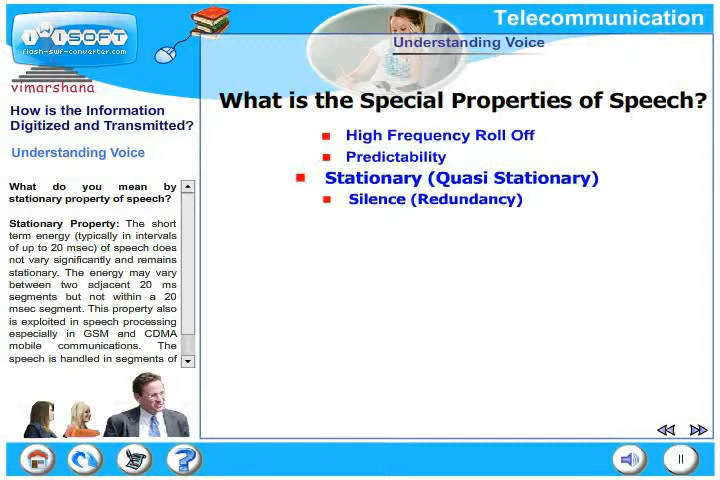 Telecommunication
Understanding Voice
iWiSOFT
flash-swf-converter.com
vimarshana
How is the Information
Digitized and Transmitted?
Understanding Voice
What do you mean by
stationary property of speech?
Stationary Property: The short
term energy (typically in intervals
of up to 20 msec) of speech does
not vary significantly and remains
stationary. The energy may vary
between two adjacent 20 ms
segments but not within a 20
msec segment. This property also
is exploited in speech processing
especially in GSM and CDMA
mobile communications. The
speech is handled in segments of
What is the Special Properties of Speech?
High Frequency Roll Off
Predictability
Stationary (Quasi Stationary)
Silence (Redundancy)